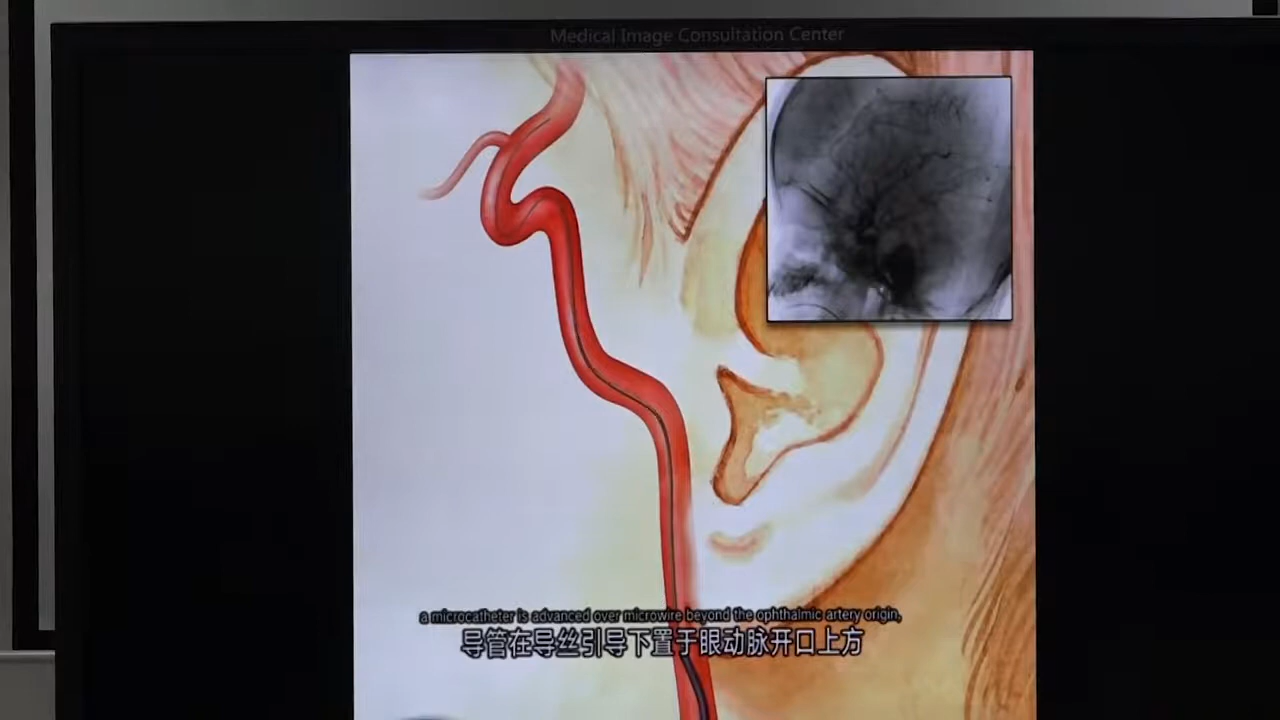 Medical Image Consultation Center
a microcatheter is advanced over microwire beyond the ophthalmic artery origin,
导管在导丝引导下置于眼动脉开口上方